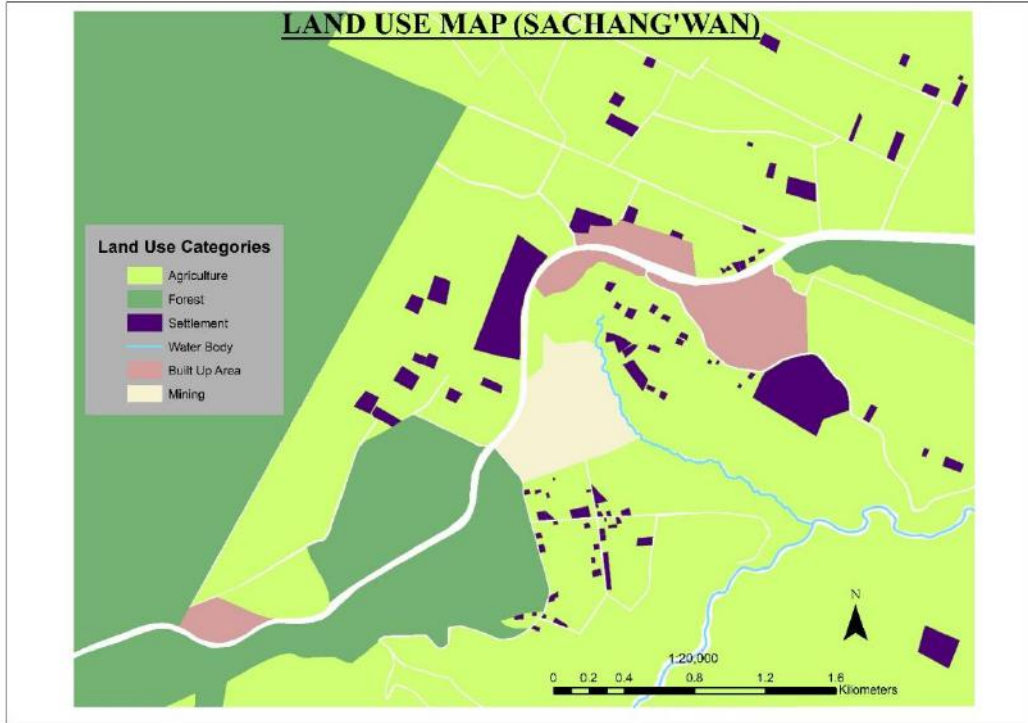 LAND USE MAP (SACHANG'WAN)
Land Use Categories
Agriculture
Forest
Settlement
Water Body
Built Up Area
Mining
N
1:20,000
0 0.2 0.4 0.8 1.2 1.6
Kilometers